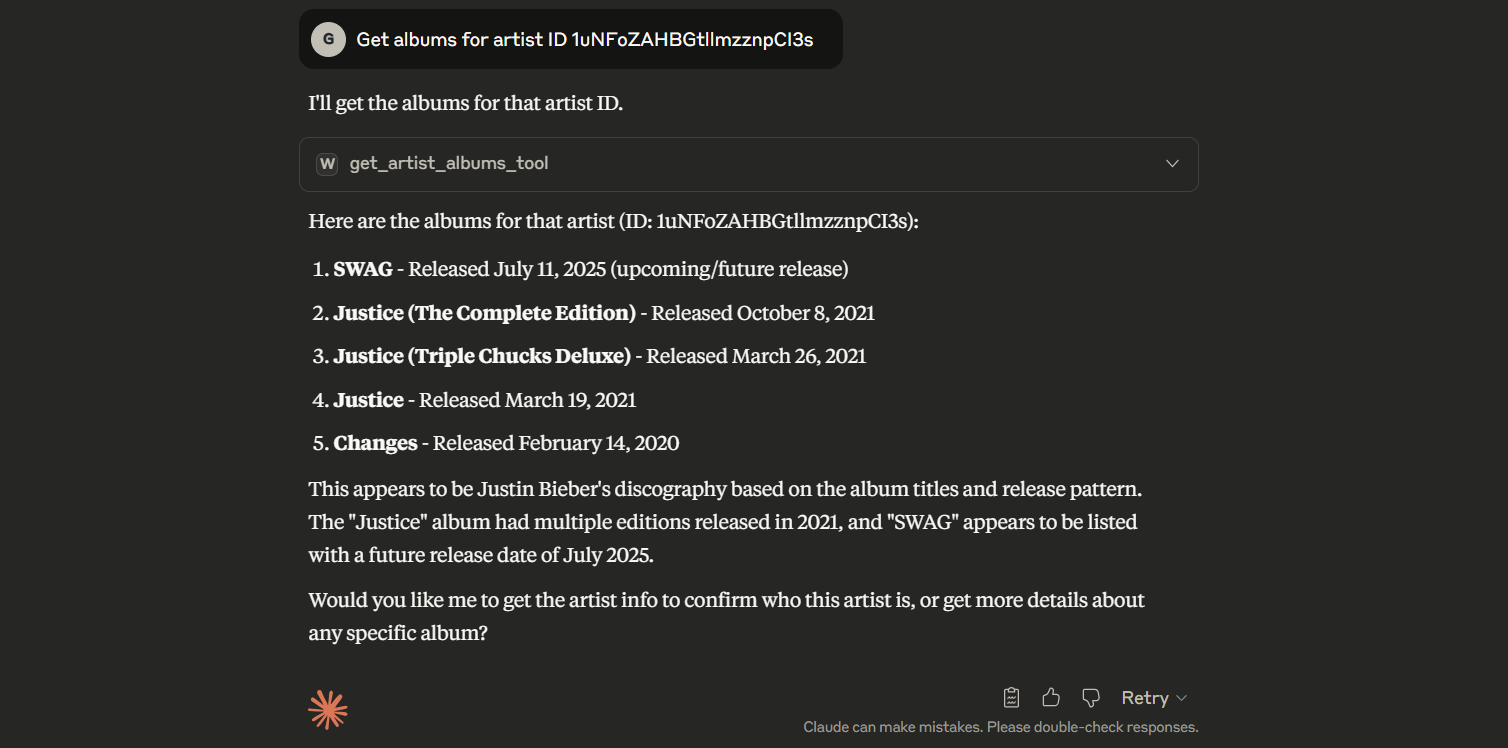 G Get albums for artist ID 1uNFoZAHBGtllmzznpCI3s
I'll get the albums for that artist ID.
W get_artist_albums_tool
Here are the albums for that artist (ID: 1uNFoZAHBGtllmzznpCI3s):
1. SWAG - Released July 11, 2025 (upcoming/future release)
2. Justice (The Complete Edition) - Released October 8, 2021
3. Justice (Triple Chucks Deluxe) - Released March 26, 2021
4. Justice - Released March 19, 2021
5. Changes - Released February 14, 2020
This appears to be Justin Bieber's discography based on the album titles and release pattern.
The "Justice" album had multiple editions released in 2021, and "SWAG" appears to be listed
with a future release date of July 2025.
Would you like me to get the artist info to confirm who this artist is, or get more details about
any specific album?
Retry
Claude can make mistakes. Please double-check responses.